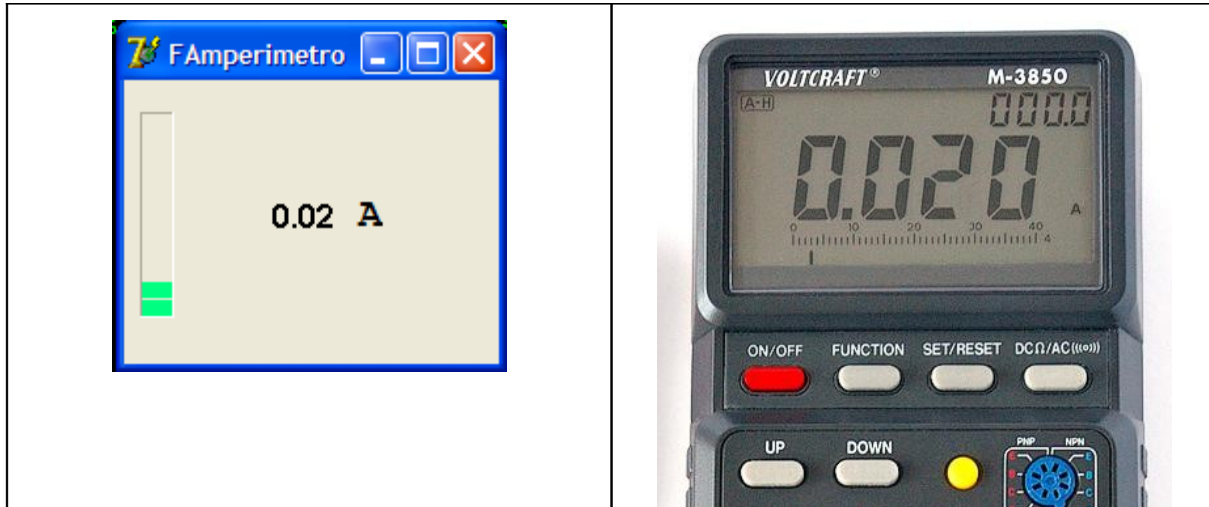 FAmperimetro
0.02 A
VOLTCRAFT® M-3850
A-H
000.0
0.020 A
0 10 20 30 40
4
ON/OFF FUNCTION SET/RESET DCΩ/AC(((o)))
UP DOWN
PNP NPN
E E
B B
C C